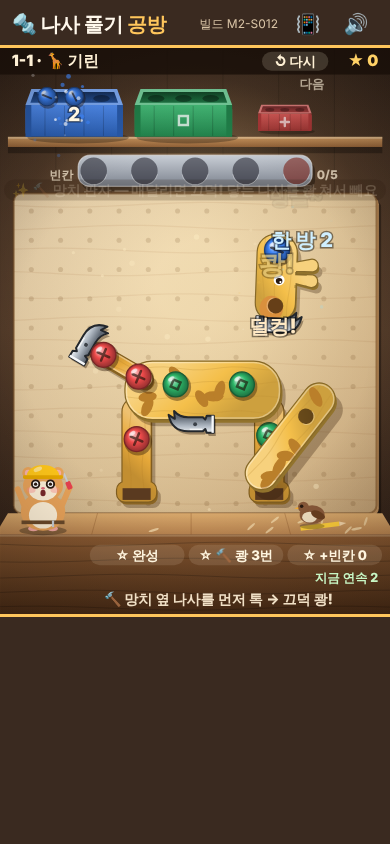 🔩 나사 풀기 공방
빌드 M2-S012
1-1 · 🦒 기린
다시
★ 0
다음
2
빈칸
0/5
한 방 2
쾅!
덜컹!
☆ 완성
☆ 🔨 쾅 3번
☆ +빈칸 0
지금 연속 2
🔨 망치 옆 나사를 먼저 톡 → 끄덕 쾅!